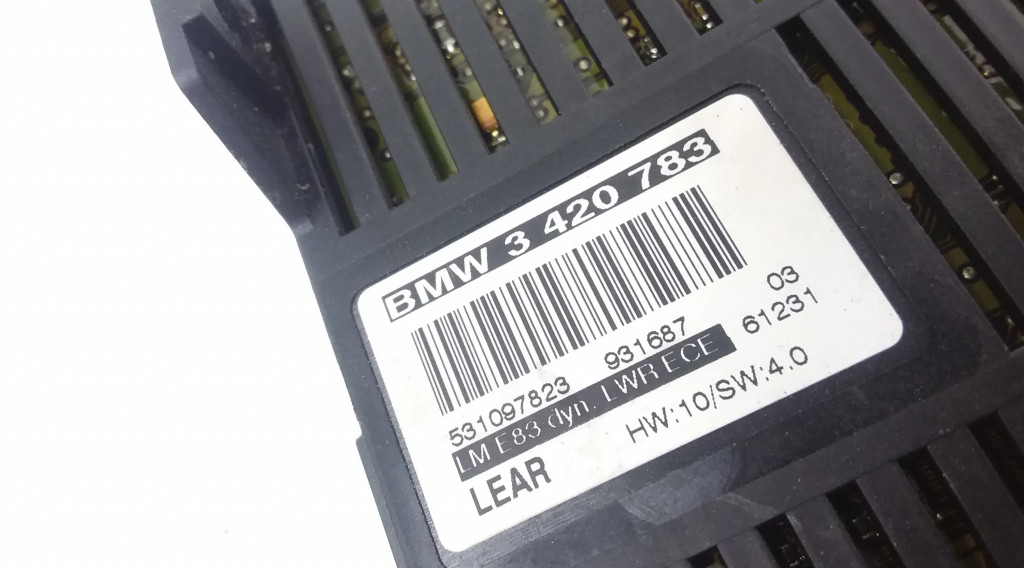 BMW 3 420 783
03
531097823 931687 61231
LM E83 dyn. LWR ECE
HW:10/SW:4.0
LEAR